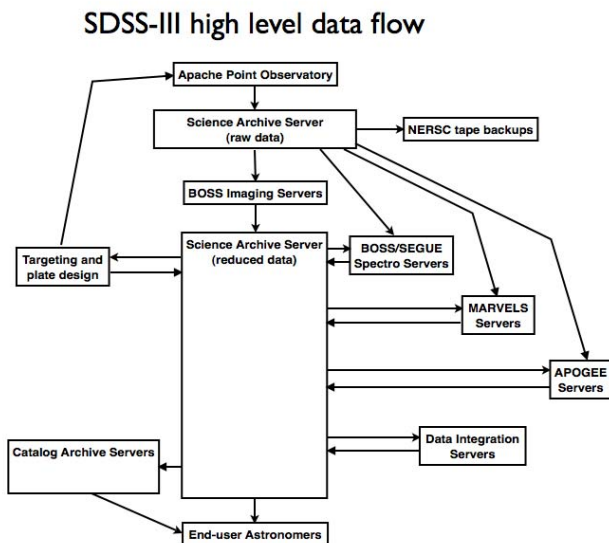 SDSS-III high level data flow
Apache Point Observatory
Science Archive Server
(raw data)
NERSC tape backups
BOSS Imaging Servers
Science Archive Server
(reduced data)
Targeting and
plate design
BOSS/SEGUE
Spectro Servers
MARVELS
Servers
APOGEE
Servers
Data Integration
Servers
Catalog Archive Servers
End-user Astronomers